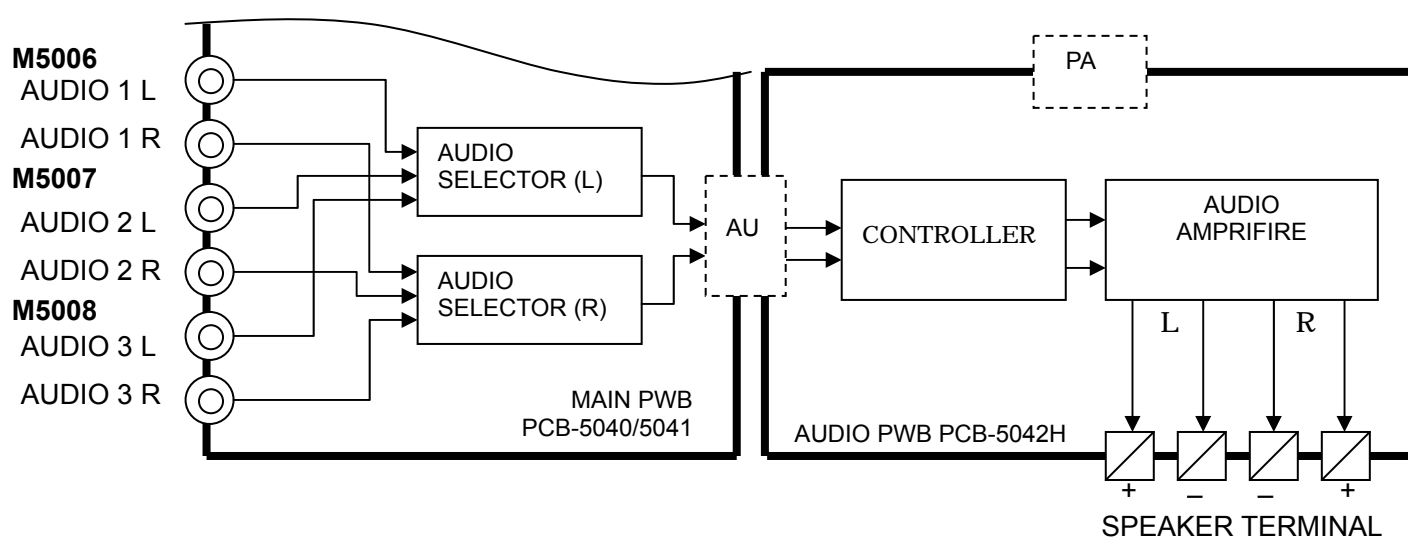 M5006
AUDIO 1 L
AUDIO 1 R
M5007
AUDIO 2 L
AUDIO 2 R
M5008
AUDIO 3 L
AUDIO 3 R
AUDIO
SELECTOR (L)
AUDIO
SELECTOR (R)
MAIN PWB
PCB-5040/5041
AU
PA
CONTROLLER
AUDIO
AMPRIFIRE
L
R
AUDIO PWB PCB-5042H
+ – – +
SPEAKER TERMINAL